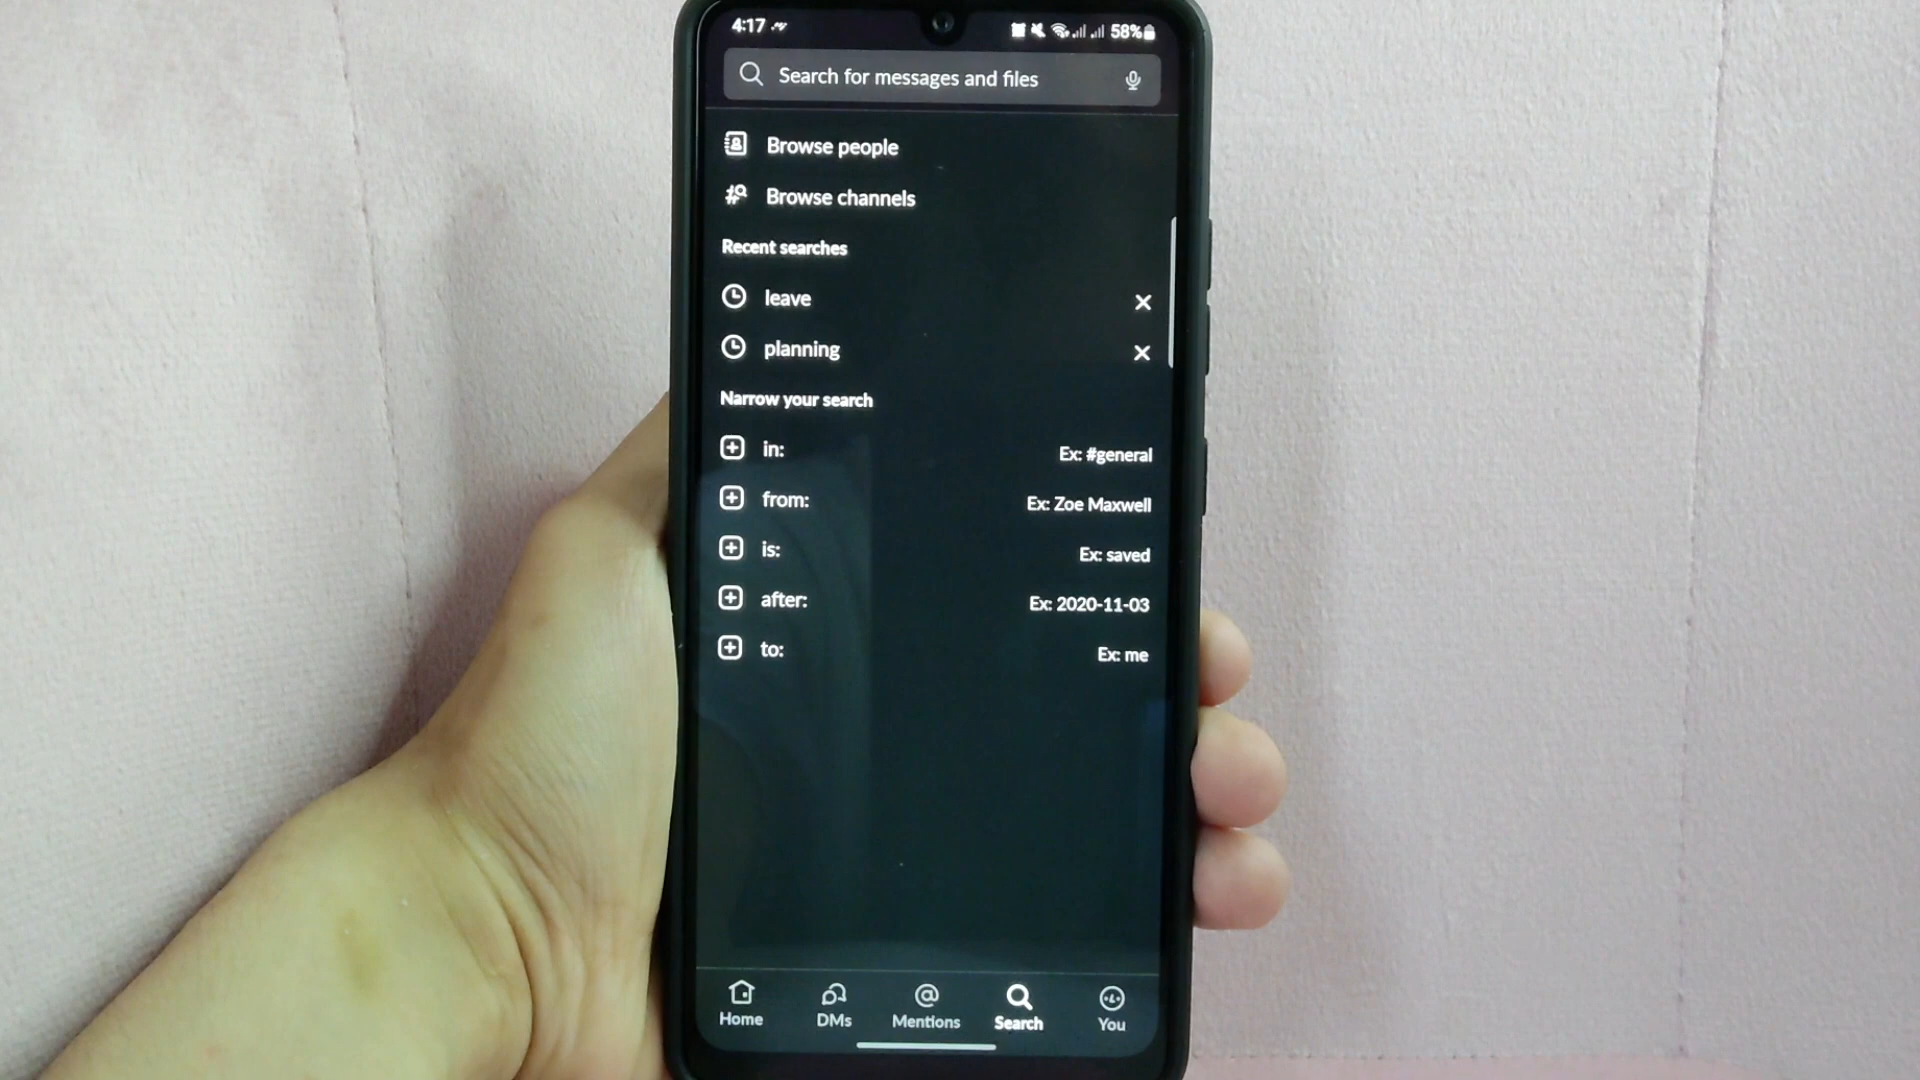 4:17 58%
Search for messages and files
Browse people
Browse channels
Recent searches
leave
planning
Narrow your search
in: Ex: #general
from: Ex: Zoe Maxwell
is: Ex: saved
after: Ex: 2020-11-03
to: Ex: me
Home DMs Mentions Search You